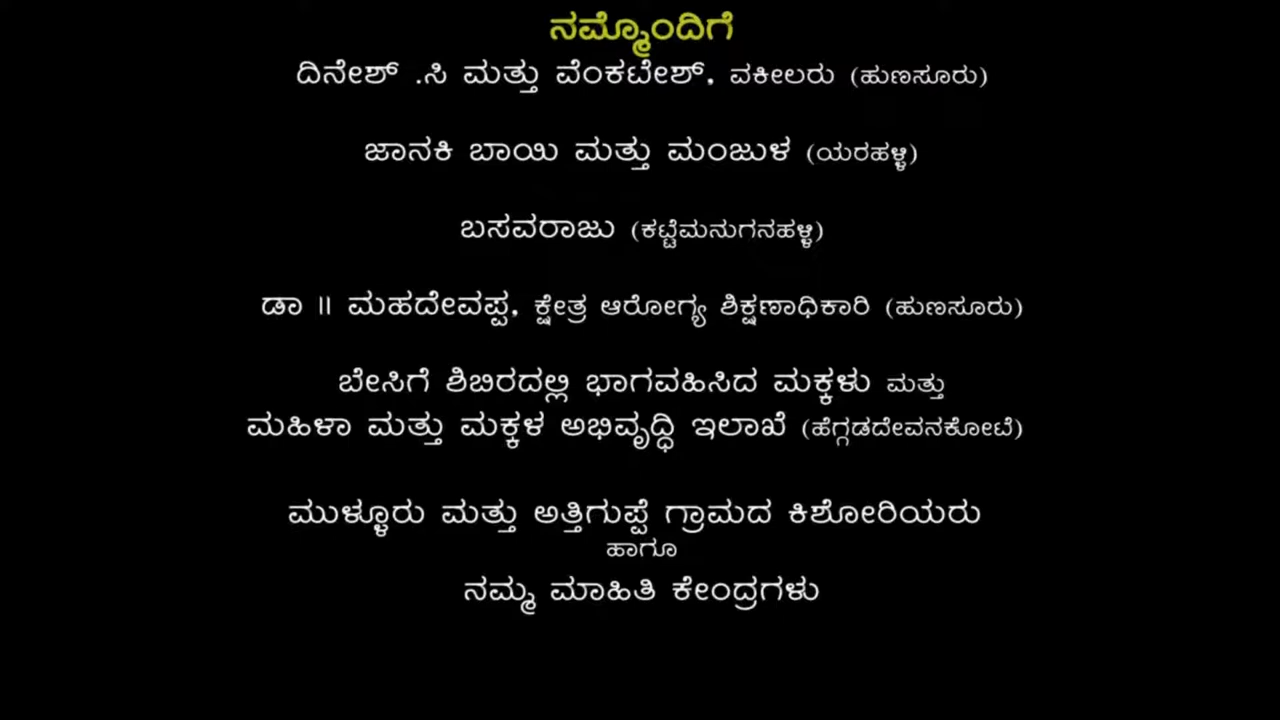 ನಮ್ಮೊಂದಿಗೆ
ದಿನೇಶ್ .ಸಿ ಮತ್ತು ವೆಂಕಟೇಶ್, ವಕೀಲರು (ಹುಣಸೂರು)
ಜಾನಕಿ ಬಾಯಿ ಮತ್ತು ಮಂಜುಳ (ಯರಹಳ್ಳಿ)
ಬಸವರಾಜು (ಕಟ್ಟೆಮನುಗನಹಳ್ಳಿ)
ಡಾ || ಮಹದೇವಪ್ಪ, ಕ್ಷೇತ್ರ ಆರೋಗ್ಯ ಶಿಕ್ಷಣಾಧಿಕಾರಿ (ಹುಣಸೂರು)
ಬೇಸಿಗೆ ಶಿಬಿರದಲ್ಲಿ ಭಾಗವಹಿಸಿದ ಮಕ್ಕಳು ಮತ್ತು
ಮಹಿಳಾ ಮತ್ತು ಮಕ್ಕಳ ಅಭಿವೃದ್ಧಿ ಇಲಾಖೆ (ಹೆಗ್ಗಡದೇವನಕೋಟೆ)
ಮುಳ್ಳೂರು ಮತ್ತು ಅತ್ತಿಗುಪ್ಪೆ ಗ್ರಾಮದ ಕಿಶೋರಿಯರು
ಹಾಗೂ
ನಮ್ಮ ಮಾಹಿತಿ ಕೇಂದ್ರಗಳು